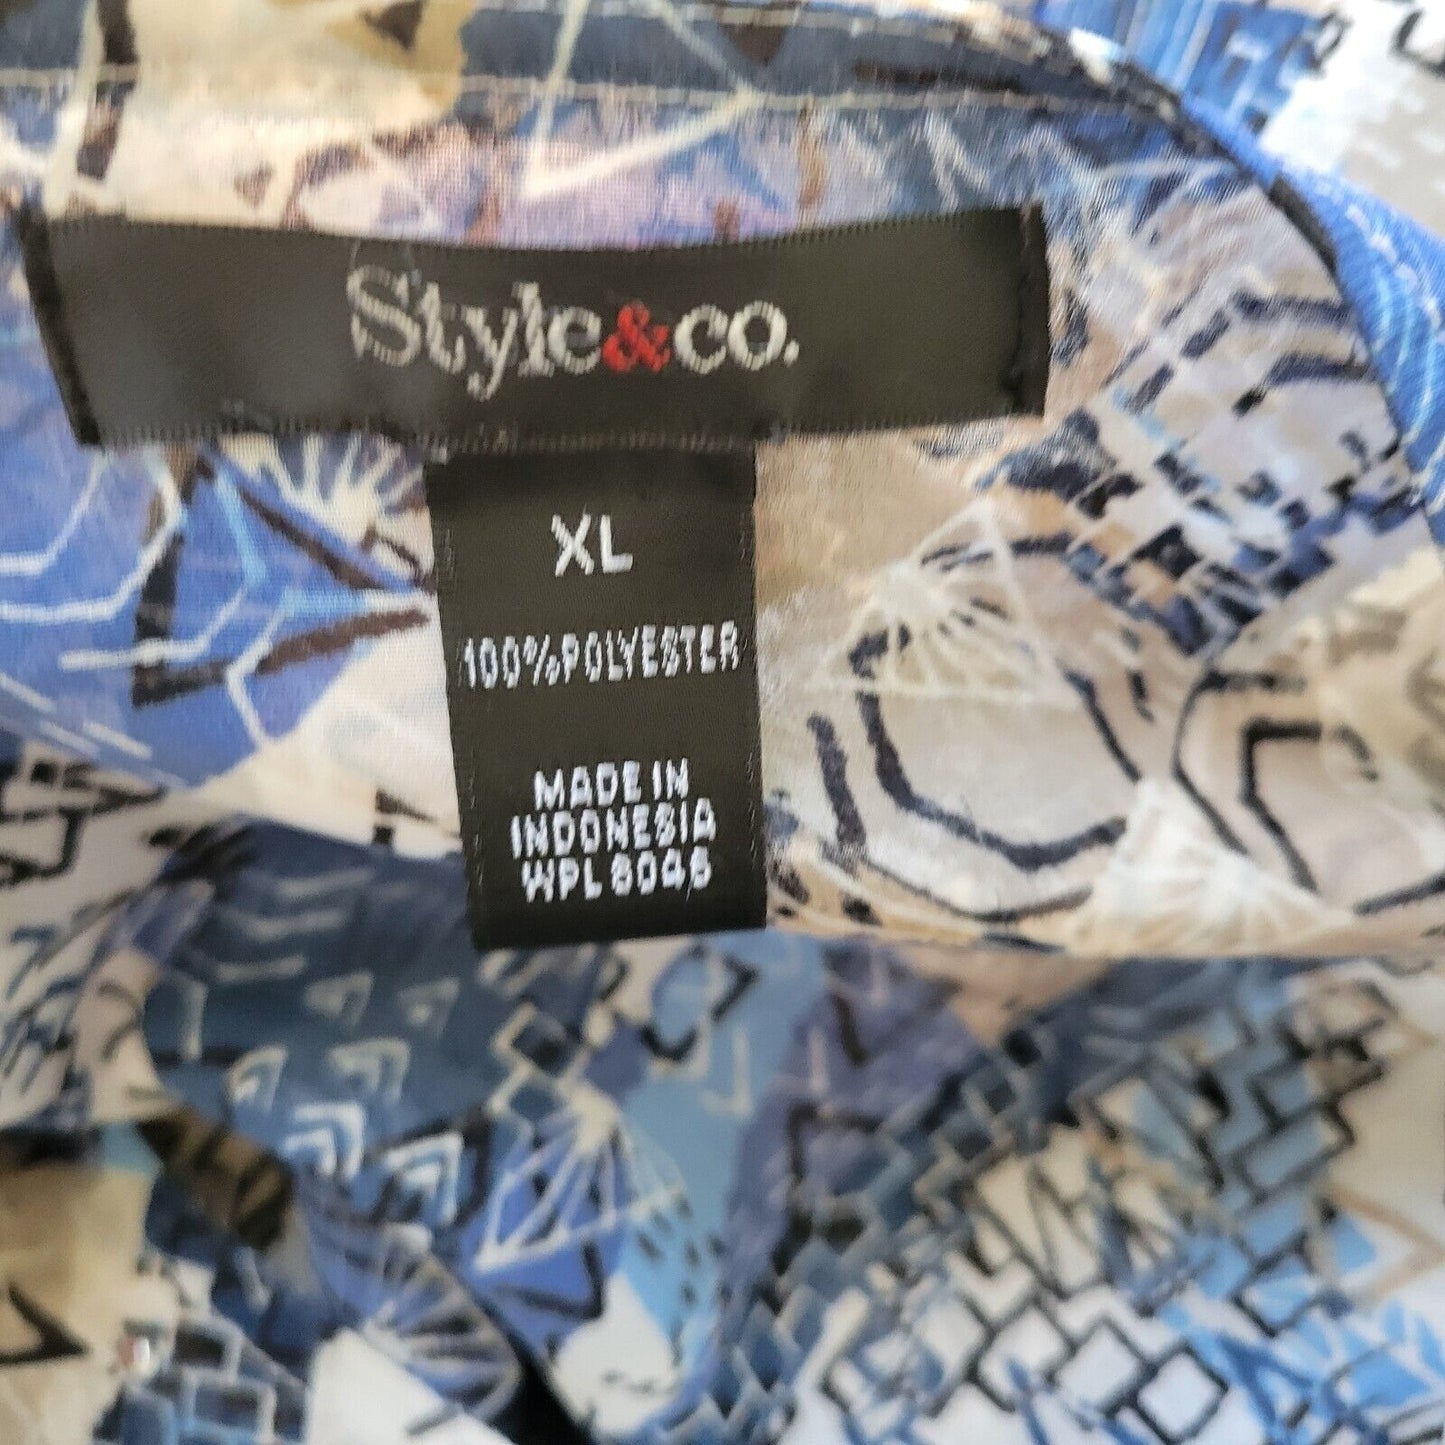 Style&co.
XL
100%POLYESTER
MADE IN
INDONESIA
WPL 8046